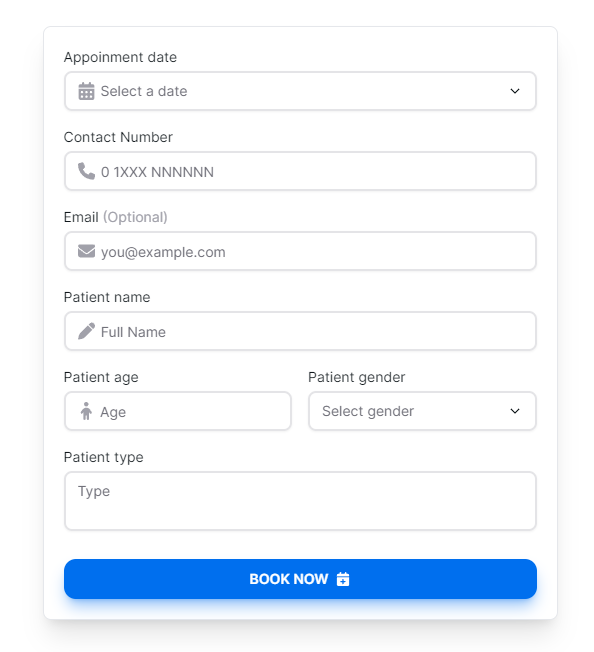 Appoinment date
Select a date
Contact Number
0 1XXX NNNNNN
Email (Optional)
you@example.com
Patient name
Full Name
Patient age
Patient gender
Age
Select gender
Patient type
Type
BOOK NOW